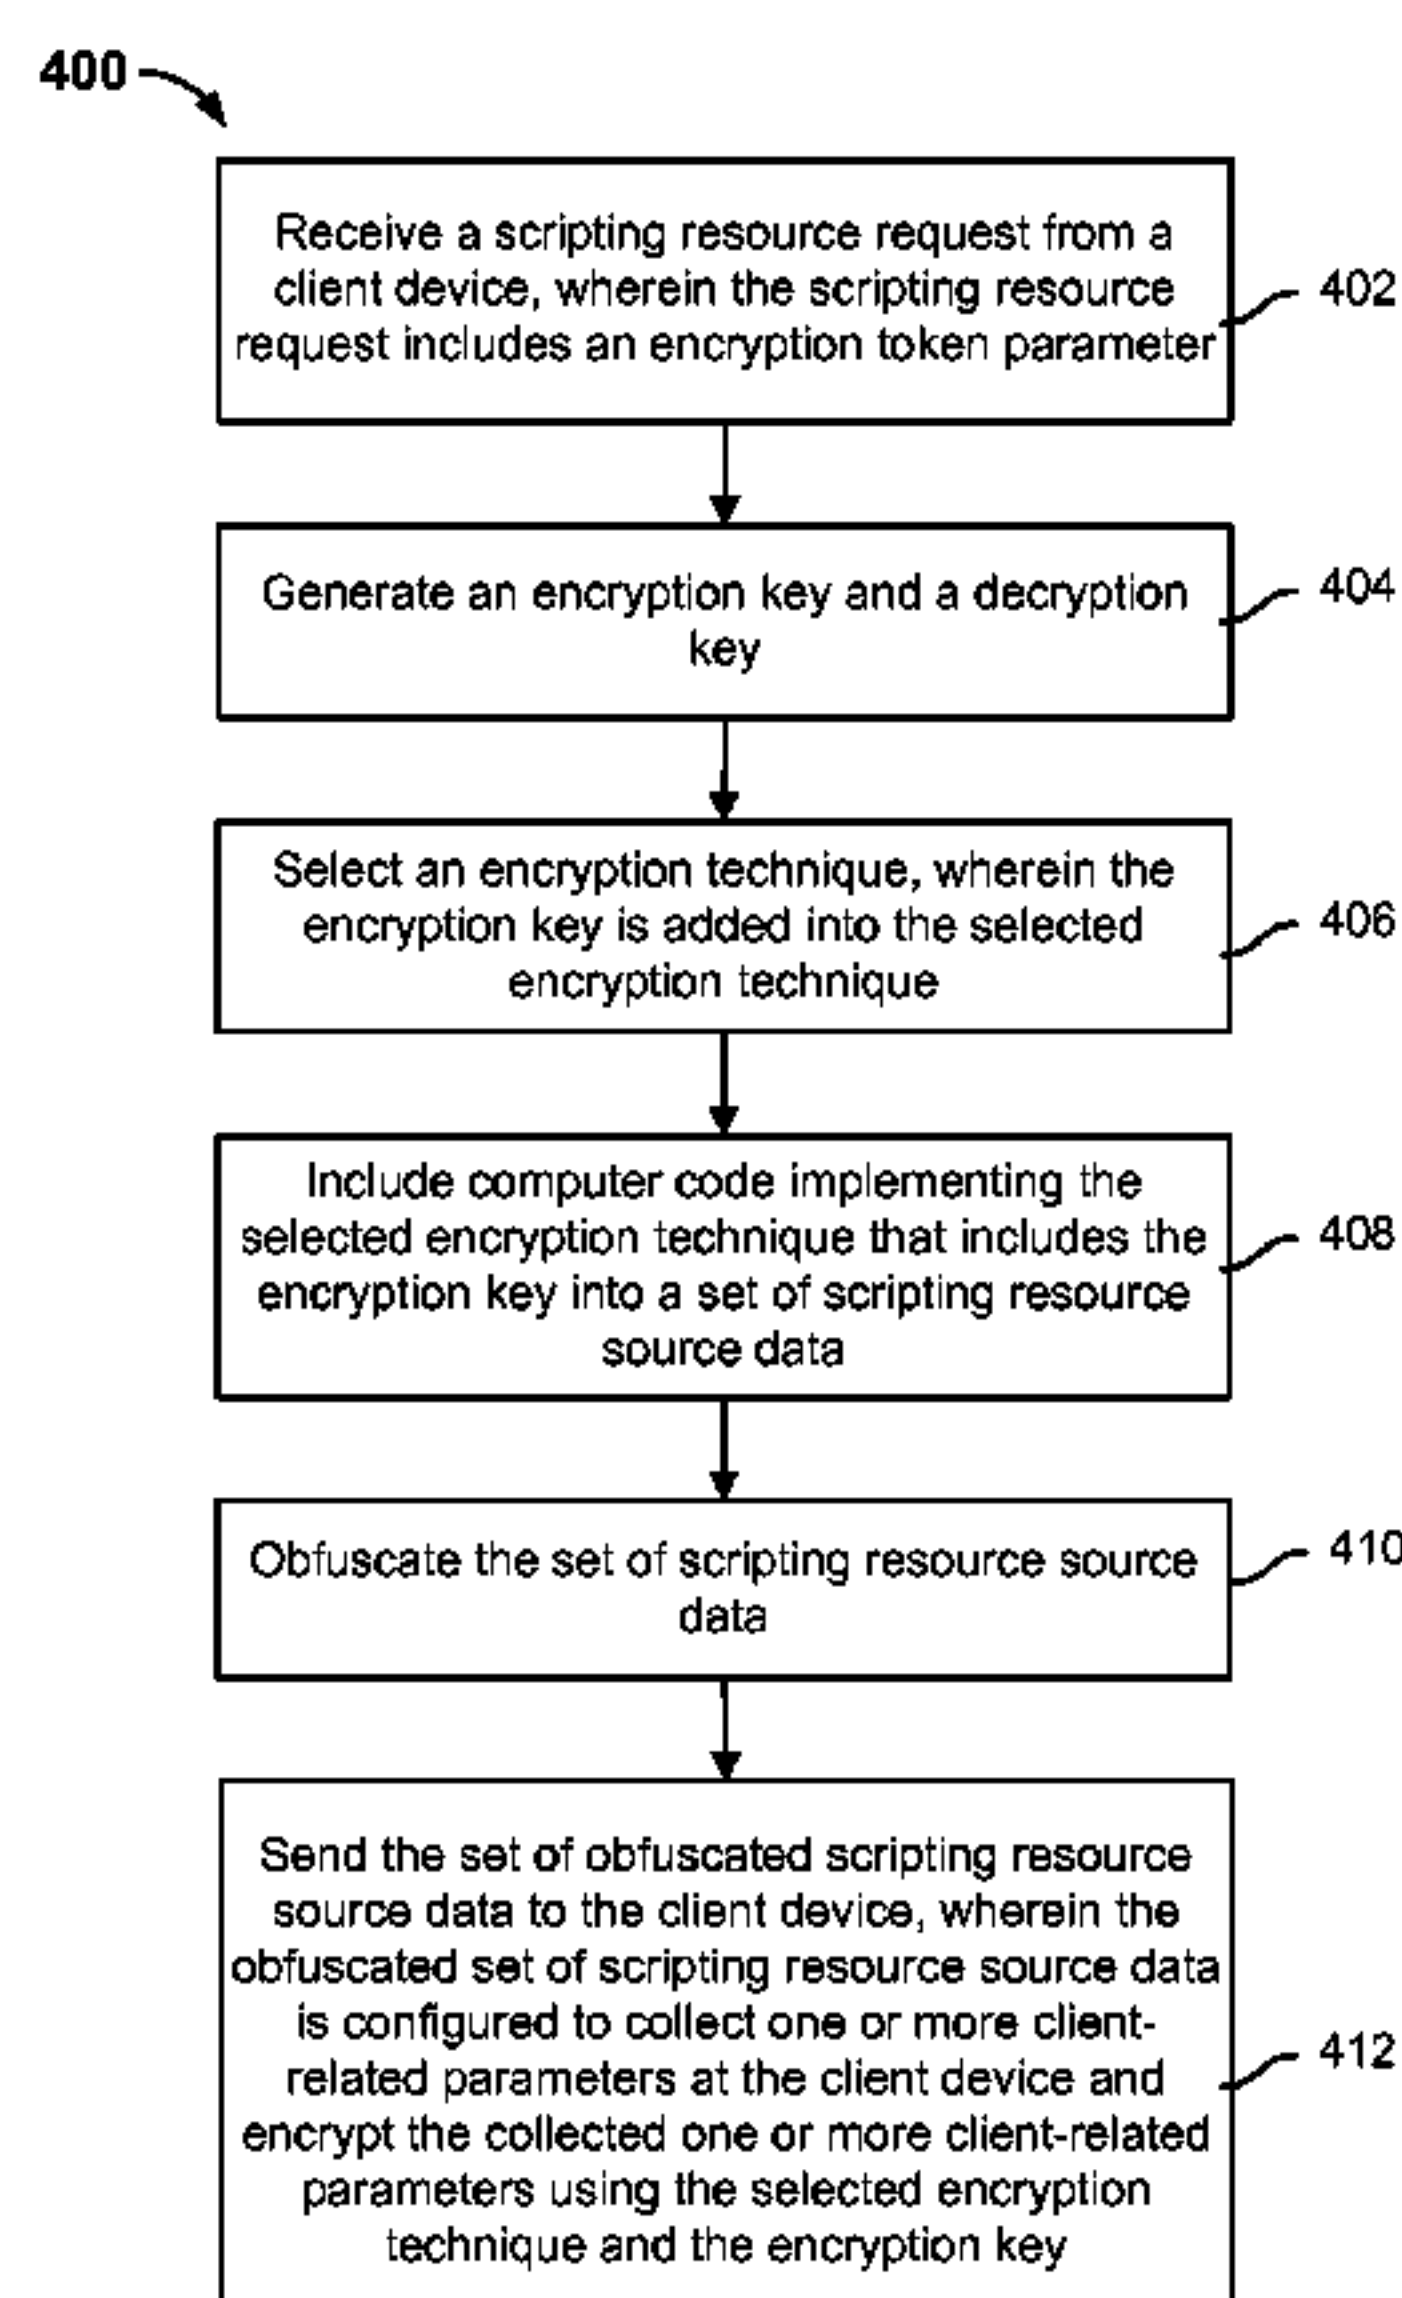 400
Receive a scripting resource request from a
client device, wherein the scripting resource
request includes an encryption token parameter
402
Generate an encryption key and a decryption
key
404
Select an encryption technique, wherein the
encryption key is added into the selected
encryption technique
406
Include computer code implementing the
selected encryption technique that includes the
encryption key into a set of scripting resource
source data
408
Obfuscate the set of scripting resource source
data
410
Send the set of obfuscated scripting resource
source data to the client device, wherein the
obfuscated set of scripting resource source data
is configured to collect one or more client-
related parameters at the client device and
encrypt the collected one or more client-related
parameters using the selected encryption
technique and the encryption key
412